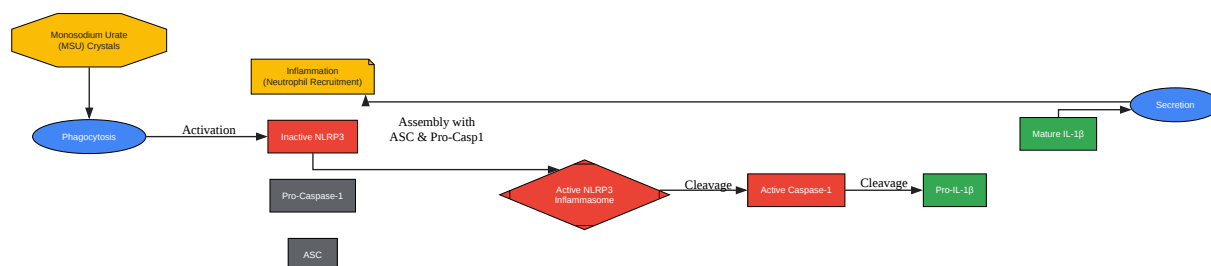 Monosodium Urate
(MSU) Crystals
Inflammation
(Neutrophil Recruitment)
Secretion
Phagocytosis
Activation
Inactive NLRP3
Assembly with
ASC & Pro-Casp1
Mature IL-1β
Pro-Caspase-1
Active NLRP3
Inflammasome
Cleavage
Active Caspase-1
Cleavage
Pro-IL-1β
ASC